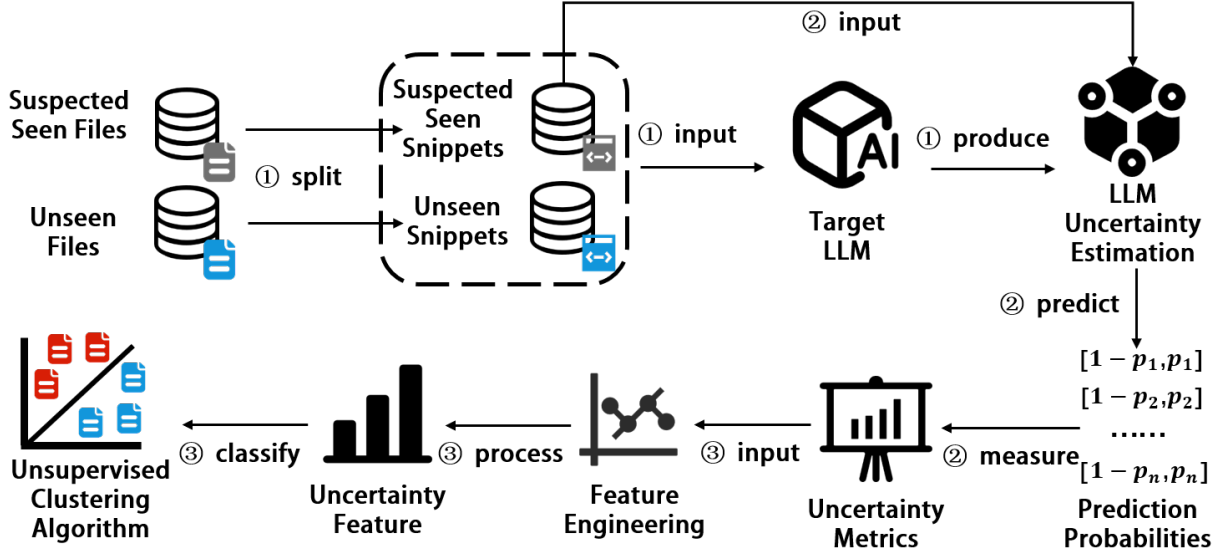 ② input
Suspected
Seen Files
① split
Unseen
Files
Suspected
Seen
Snippets
Unseen
Snippets
① input
AI
Target
LLM
① produce
LLM
Uncertainty
Estimation
② predict
[1 − p₁,p₁]
[1 − p₂,p₂]
……
[1 − pₙ,pₙ]
Prediction
Probabilities
② measure
Uncertainty
Metrics
③ input
Feature
Engineering
③ process
Uncertainty
Feature
③ classify
Unsupervised
Clustering
Algorithm